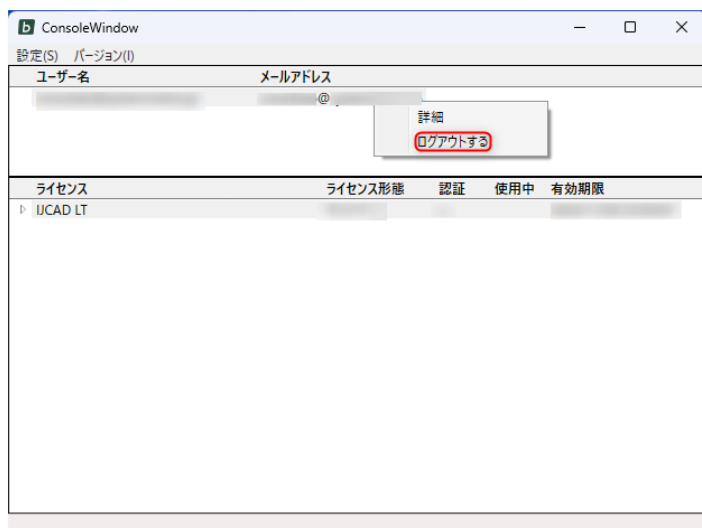 b ConsoleWindow
設定(S) バージョン(I)
ユーザー名 メールアドレス
@
詳細
ログアウトする
ライセンス ライセンス形態 認証 使用中 有効期限
IJCAD LT